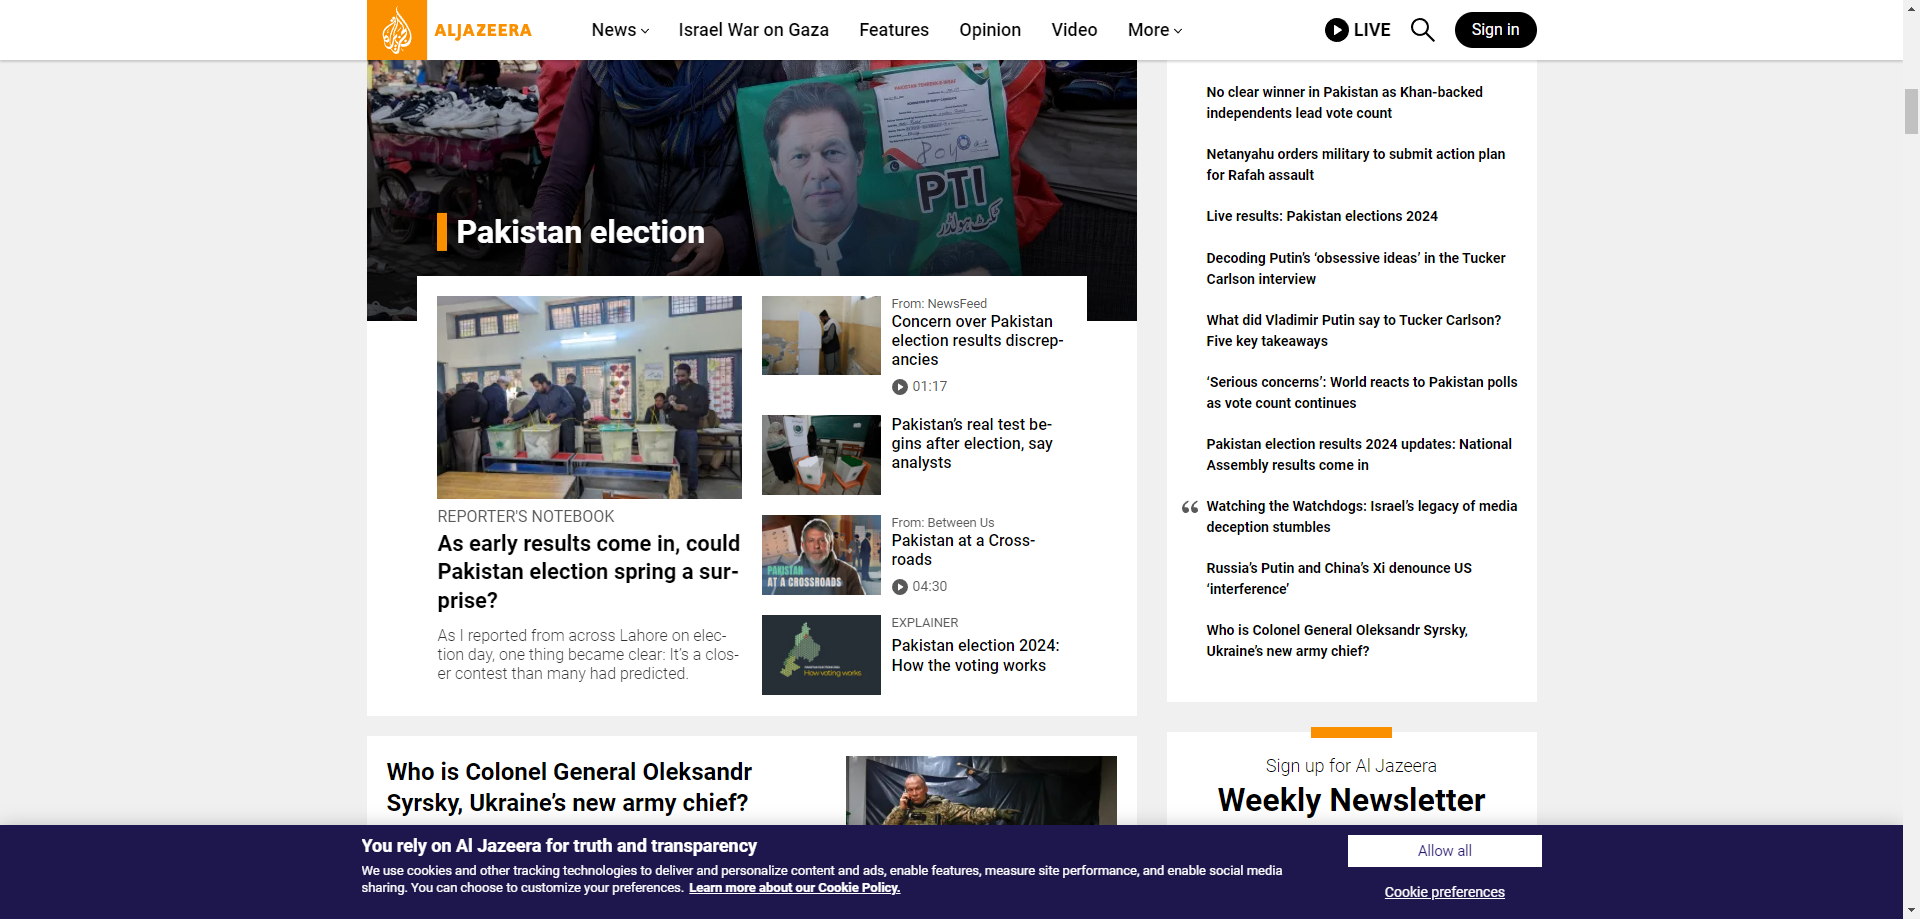 ALJAZEERA
News
Israel War on Gaza
Features
Opinion
Video
More
LIVE
Sign in
PTI
Pakistan election
REPORTER'S NOTEBOOK
As early results come in, could
Pakistan election spring a sur-
prise?
As I reported from across Lahore on elec-
tion day, one thing became clear: It’s a clos-
er contest than many had predicted.
From: NewsFeed
Concern over Pakistan
election results discrep-
ancies
01:17
Pakistan’s real test be-
gins after election, say
analysts
PAKISTAN
AT A CROSSROADS
From: Between Us
Pakistan at a Cross-
roads
04:30
How voting works
EXPLAINER
Pakistan election 2024:
How the voting works
Who is Colonel General Oleksandr
Syrsky, Ukraine’s new army chief?
No clear winner in Pakistan as Khan-backed
independents lead vote count
Netanyahu orders military to submit action plan
for Rafah assault
Live results: Pakistan elections 2024
Decoding Putin’s ‘obsessive ideas’ in the Tucker
Carlson interview
What did Vladimir Putin say to Tucker Carlson?
Five key takeaways
‘Serious concerns’: World reacts to Pakistan polls
as vote count continues
Pakistan election results 2024 updates: National
Assembly results come in
Watching the Watchdogs: Israel’s legacy of media
deception stumbles
Russia’s Putin and China’s Xi denounce US
‘interference’
Who is Colonel General Oleksandr Syrsky,
Ukraine’s new army chief?
Sign up for Al Jazeera
Weekly Newsletter
You rely on Al Jazeera for truth and transparency
We use cookies and other tracking technologies to deliver and personalize content and ads, enable features, measure site performance, and enable social media
sharing. You can choose to customize your preferences. Learn more about our Cookie Policy.
Allow all
Cookie preferences